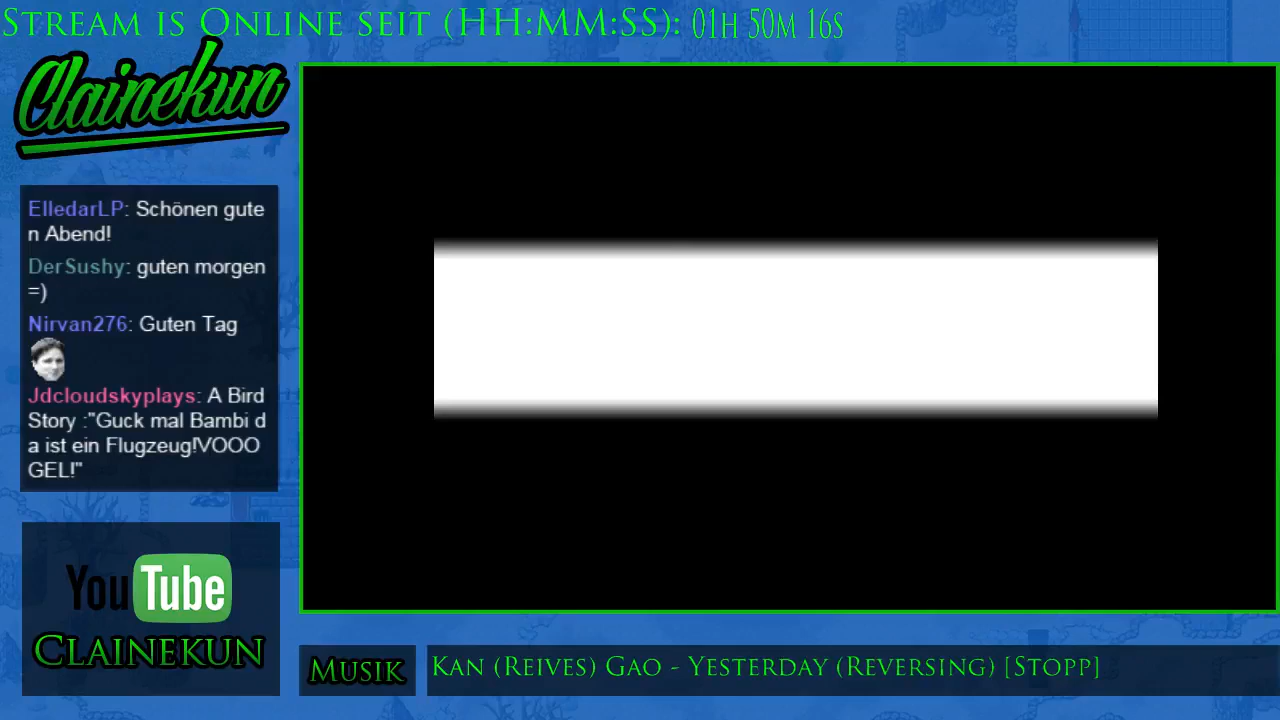 Stream is Online seit (HH:MM:SS): 01h 50m 16s
Clainekun
ElledarLP: Schönen gute
n Abend!
DerSushy: guten morgen
=)
Nirvan276: Guten Tag
Jdcloudskyplays: A Bird
Story :"Guck mal Bambi d
a ist ein Flugzeug!VOOO
GEL!"
YouTube
Clainekun
Musik
Kan (Reives) Gao - Yesterday (Reversing) [Stopp]